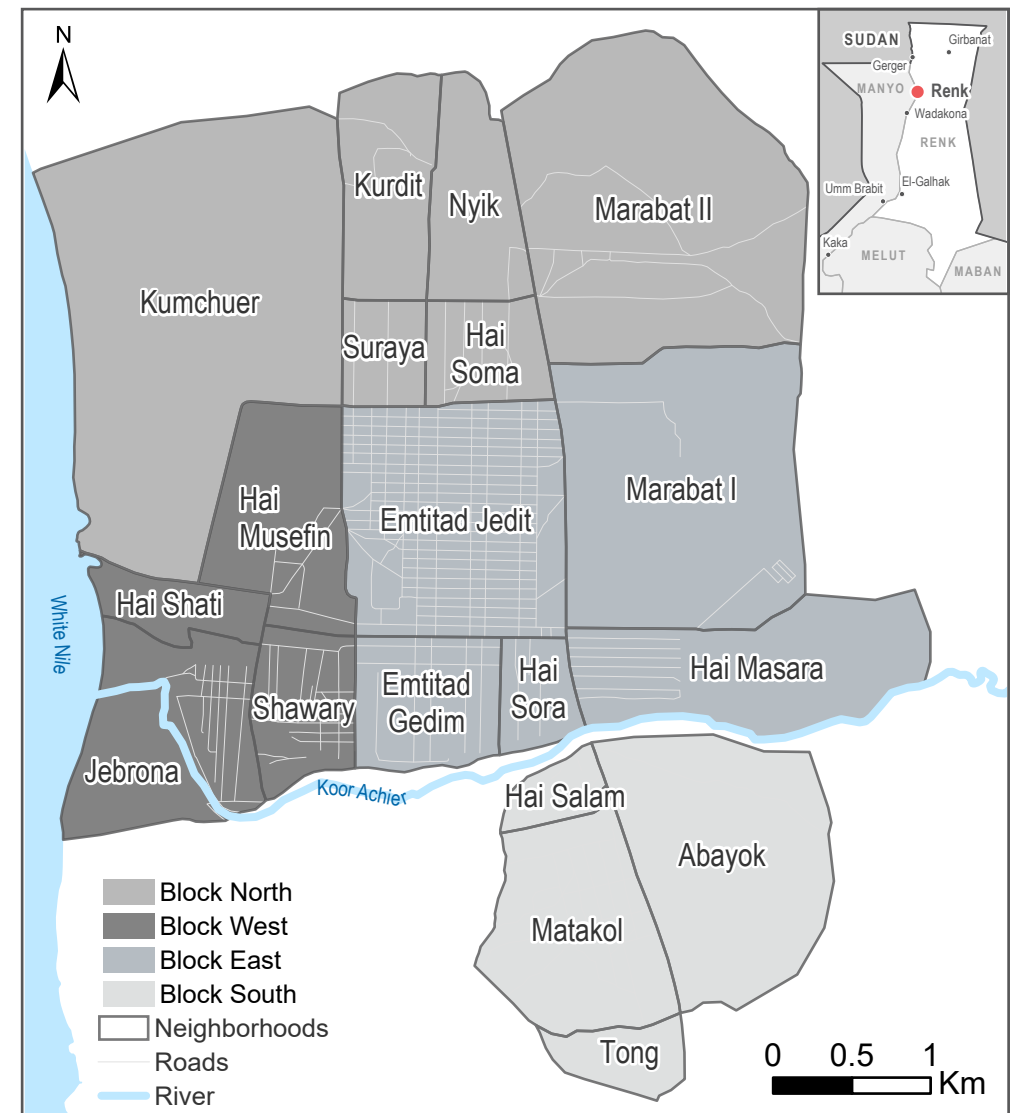 N
SUDAN
Girbanat
Gerger
MANYO
Renk
Wadakona
RENK
Umm Brabit
El-Galhak
Kaka
MELUT
MABAN
Kurdit
Nyik
Marabat II
Kumchuer
Suraya
Hai
Soma
Hai
Musefin
Emtitad Jedit
Marabat I
Hai Shati
White Nile
Shawary
Emtitad
Gedim
Hai
Sora
Hai Masara
Jebrona
Koor Achier
Hai Salam
Abayok
Matakol
Tong
Block North
Block West
Block East
Block South
Neighborhoods
Roads
River
0 0.5 1
Km